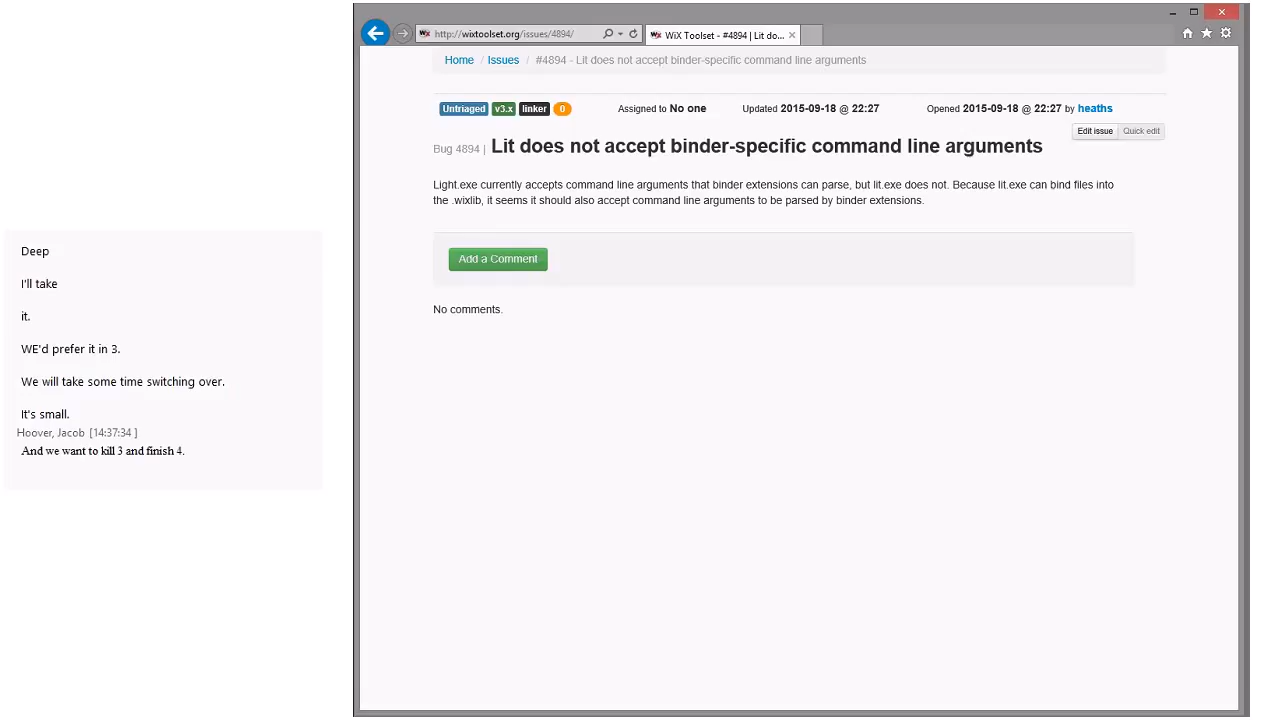 Deep
I'll take
it.
WE'd prefer it in 3.
We will take some time switching over.
It's small.
Hoover, Jacob [14:37:34 ]
And we want to kill 3 and finish 4.
http://wixtoolset.org/issues/4894/
WiX Toolset - #4894 | Lit do...
Home / Issues / #4894 - Lit does not accept binder-specific command line arguments
Untriaged v3.x linker 0 Assigned to No one Updated 2015-09-18 @ 22:27 Opened 2015-09-18 @ 22:27 by heaths
Edit issue Quick edit
Bug 4894 | Lit does not accept binder-specific command line arguments
Light.exe currently accepts command line arguments that binder extensions can parse, but lit.exe does not. Because lit.exe can bind files into
the .wixlib, it seems it should also accept command line arguments to be parsed by binder extensions.
Add a Comment
No comments.